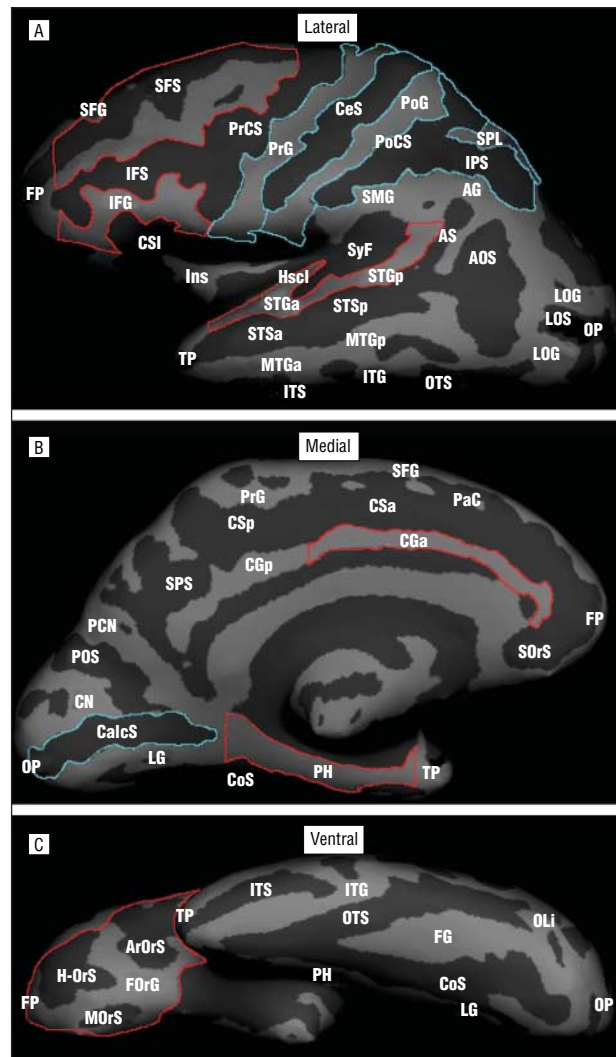 A
Lateral
SFS
SFG
CeS
PoG
PrCS
PrG
PoCS
SPL
IFS
IPS
FP
IFG
SMG
AG
CSI
SyF
AS
AOS
Ins
HscI
STGp
STGa
STSp
LOG
LOS
OP
STSa
MTGp
TP
MTGa
LOG
ITG
OTS
ITS
B
Medial
SFG
PrG
CSa
PaC
CSp
CGa
CGp
SPS
FP
PCN
POS
SOrS
CN
CalcS
LG
OP
CoS
PH
TP
C
Ventral
ITS
ITG
TP
OTS
OLi
ArOrS
FG
H-OrS
PH
CoS
FOrG
FP
LG
OP
MOrS